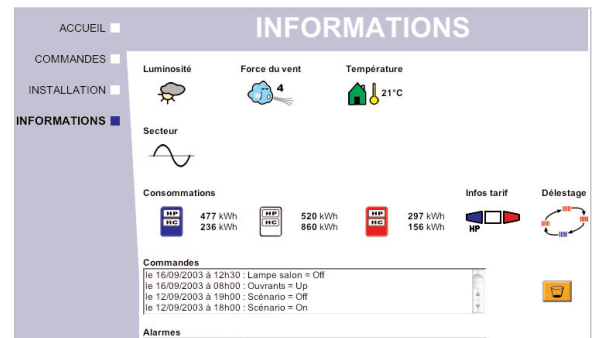 INFORMATIONS
ACCUEIL
COMMANDES
INSTALLATION
INFORMATIONS
Luminosité Force du vent Température
4
21°C
Secteur
Consommations Infos tarif Délestage
HP 477 kWh HP 520 kWh HP 297 kWh
HC 236 kWh HC 860 kWh HC 156 kWh
HP
Commandes
le 16/09/2003 à 12h30 : Lampe salon = Off
le 16/09/2003 à 08h00 : Ouvrants = Up
le 12/09/2003 à 19h00 : Scénario = Off
le 12/09/2003 à 18h00 : Scénario = On
Alarmes